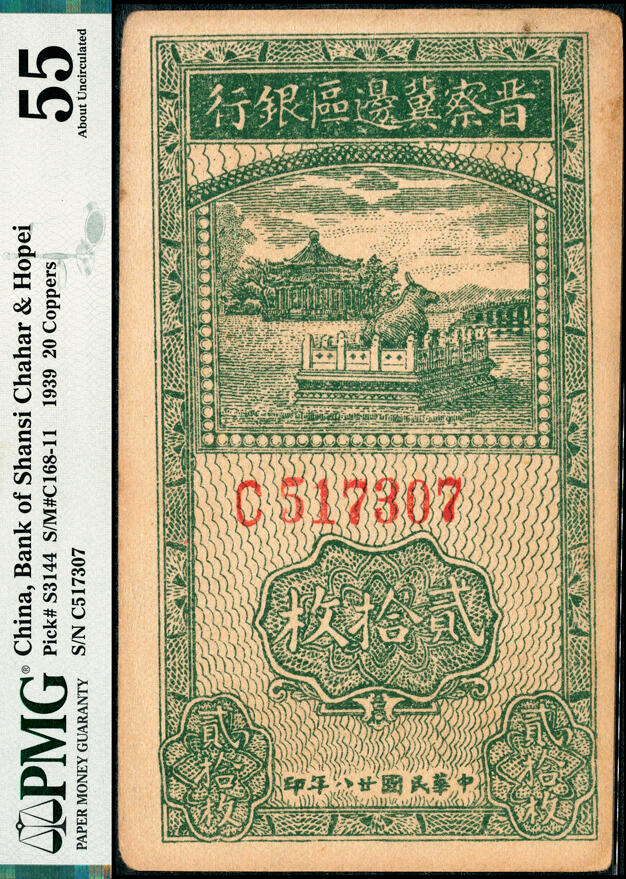 China, Bank of Shansi Chahar & Hopei
Pick# S3144 S/M#C168-11 1939 20 Coppers
S/N C517307
55
About Uncirculated
PMG®
PAPER MONEY GUARANTY
晋察冀邊區銀行
C 517307
貳拾枚
貳拾枚
貳拾枚
中華民國廿八年印